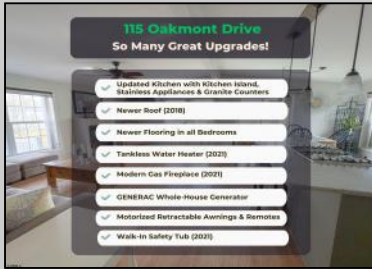 115 Oakmont Drive
So Many Great Upgrades!
Updated Kitchen with Kitchen Island,
Stainless Appliances & Granite Counters
Newer Roof (2018)
Newer Flooring in all Bedrooms
Tankless Water Heater (2021)
Modern Gas Fireplace (2021)
GENERAC Whole-House Generator
Motorized Retractable Awnings & Remotes
Walk-In Safety Tub (2021)